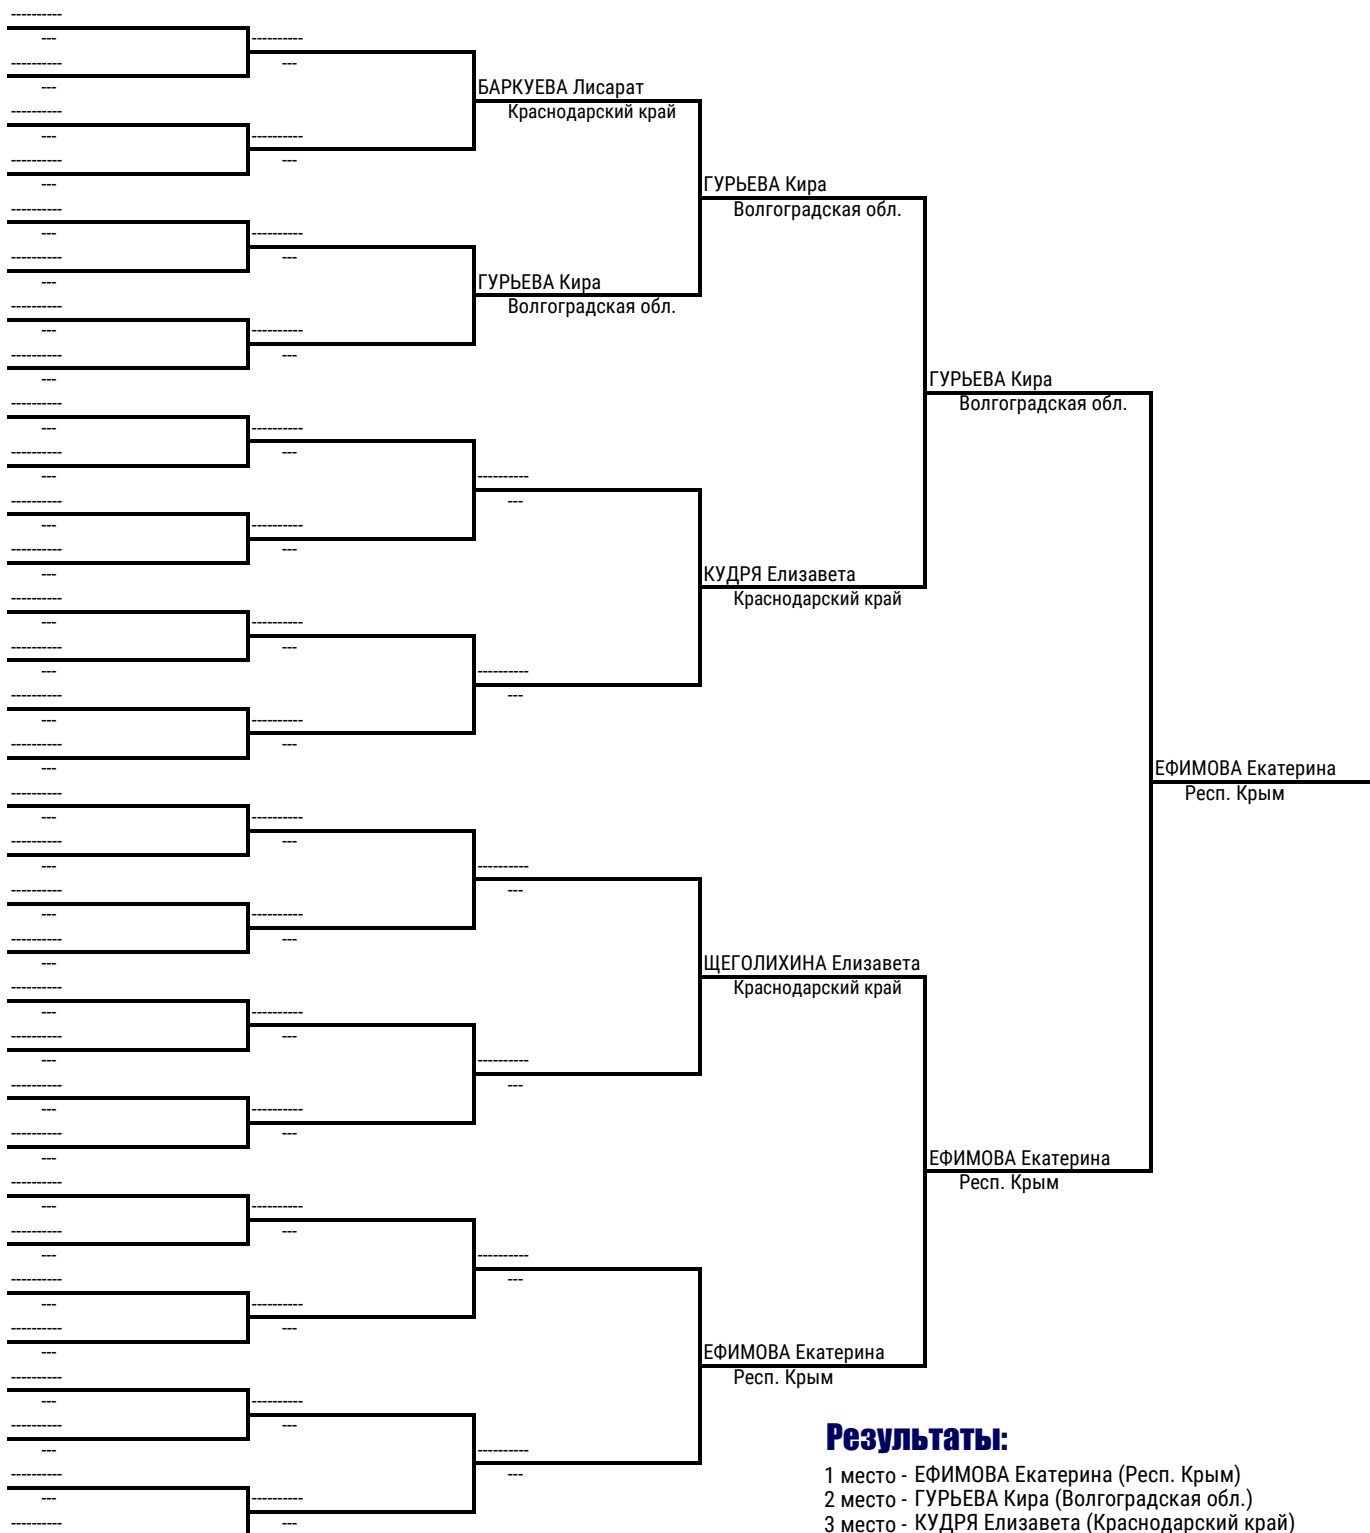 БАРКУЕВА Лисарат
Краснодарский край
ГУРЬЕВА Кира
Волгоградская обл.
ГУРЬЕВА Кира
Волгоградская обл.
ГУРЬЕВА Кира
Волгоградская обл.
КУДРЯ Елизавета
Краснодарский край
ЕФИМОВА Екатерина
Респ. Крым
ЩЕГОЛИХИНА Елизавета
Краснодарский край
ЕФИМОВА Екатерина
Респ. Крым
ЕФИМОВА Екатерина
Респ. Крым
Результаты:
1 место - ЕФИМОВА Екатерина (Респ. Крым)
2 место - ГУРЬЕВА Кира (Волгоградская обл.)
3 место - КУДРЯ Елизавета (Краснодарский край)